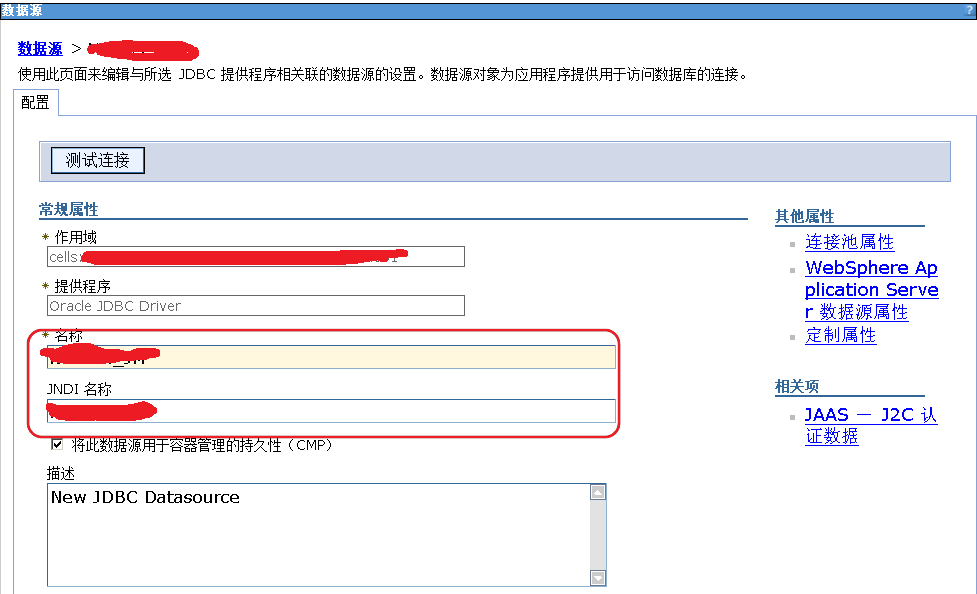 数据源 ?
数据源 >
使用此页面来编辑与所选 JDBC 提供程序相关联的数据源的设置。数据源对象为应用程序提供用于访问数据库的连接。
配置
测试连接
常规属性
* 作用域
cells:
* 提供程序
Oracle JDBC Driver
* 名称
JNDI 名称
将此数据源用于容器管理的持久性（CMP）
描述
New JDBC Datasource
其他属性
连接池属性
WebSphere Ap
plication Serve
r 数据源属性
定制属性
相关项
JAAS － J2C 认
证数据